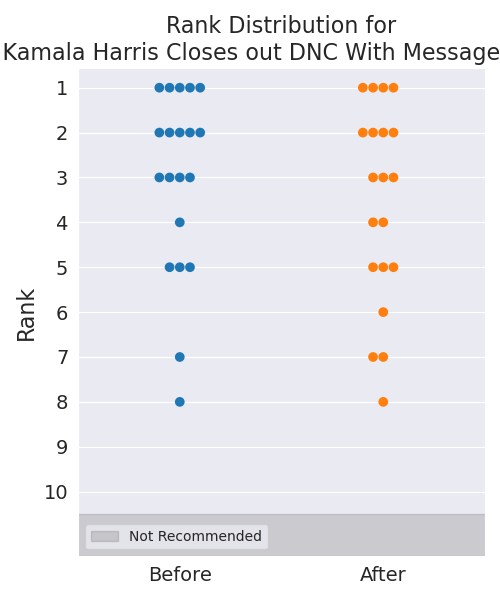 Rank Distribution for
Kamala Harris Closes out DNC With Message
1
2
3
4
5
6
7
8
9
10
Rank
Not Recommended
Before After